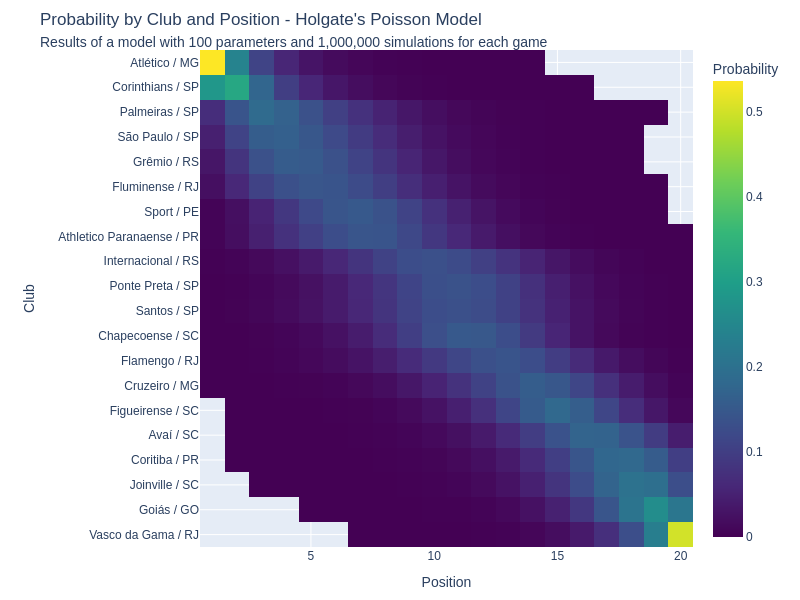 Probability by Club and Position - Holgate's Poisson Model
Results of a model with 100 parameters and 1,000,000 simulations for each game
Probability
Atlético / MG
Corinthians / SP
Palmeiras / SP
São Paulo / SP
Grêmio / RS
Fluminense / RJ
Sport / PE
Athletico Paranaense / PR
Internacional / RS
Ponte Preta / SP
Santos / SP
Chapecoense / SC
Flamengo / RJ
Cruzeiro / MG
Figueirense / SC
Avaí / SC
Coritiba / PR
Joinville / SC
Goiás / GO
Vasco da Gama / RJ
Club
5
10
15
20
Position
0.5
0.4
0.3
0.2
0.1
0